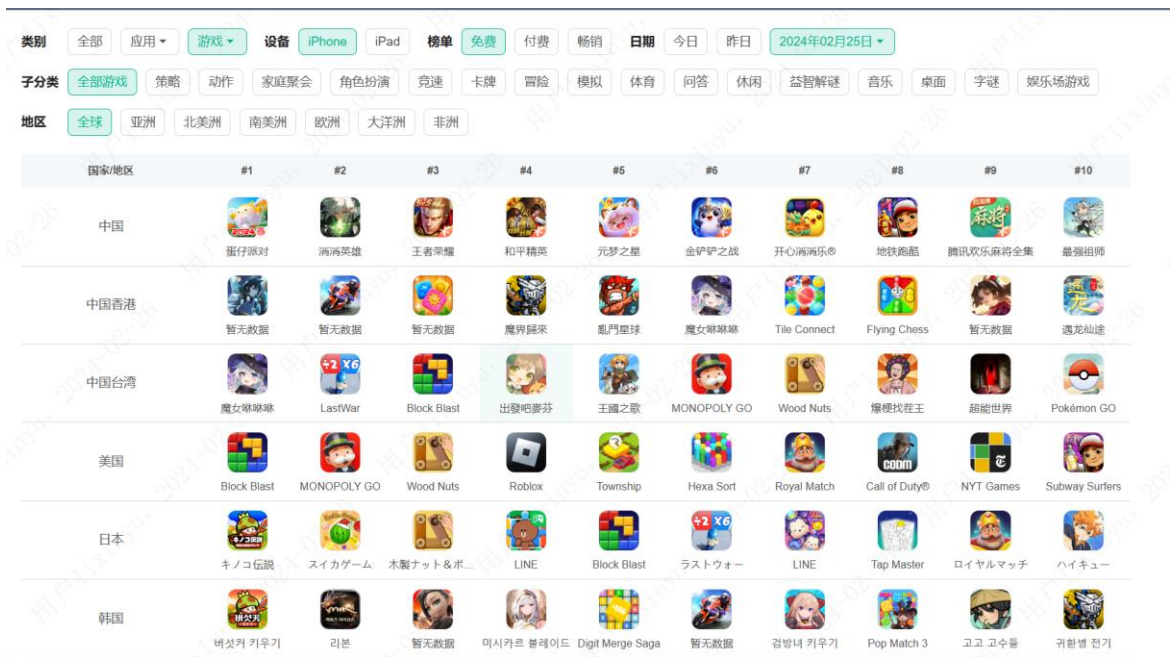 类别 全部 应用 游戏 设备 iPhone iPad 榜单 免费 付费 畅销 日期 今日 昨日 2024年02月25日
子分类 全部游戏 策略 动作 家庭聚会 角色扮演 竞速 卡牌 冒险 模拟 体育 问答 休闲 益智解谜 音乐 桌面 字谜 娱乐场游戏
地区 全球 亚洲 北美洲 南美洲 欧洲 大洋洲 非洲
国家/地区 #1 #2 #3 #4 #5 #6 #7 #8 #9 #10
中国 蛋仔派对 消消英雄 王者荣耀 和平精英 元梦之星 金铲铲之战 开心消消乐® 地铁跑酷 腾讯欢乐麻将全集 最强祖师
中国香港 暂无数据 暂无数据 暂无数据 魔界歸來 亂鬥星球 魔女咻咻咻 Tile Connect Flying Chess 暂无数据 遇龙仙途
中国台湾 魔女咻咻咻 LastWar Block Blast 出發吧麥芬 王國之歌 MONOPOLY GO Wood Nuts 爆梗找茬王 超能世界 Pokémon GO
美国 Block Blast MONOPOLY GO Wood Nuts Roblox Township Hexa Sort Royal Match Call of Duty® NYT Games Subway Surfers
日本 キノコ伝説 スイカゲーム 木製ナット＆ボ... LINE Block Blast ラストウォー LINE Tap Master ロイヤルマッチ ハイキュー
韩国 버섯커 키우기 리본 暂无数据 미시카르 블레이드 Digit Merge Saga 暂无数据 검방녀 키우기 Pop Match 3 고고 고수들 귀환병 전기